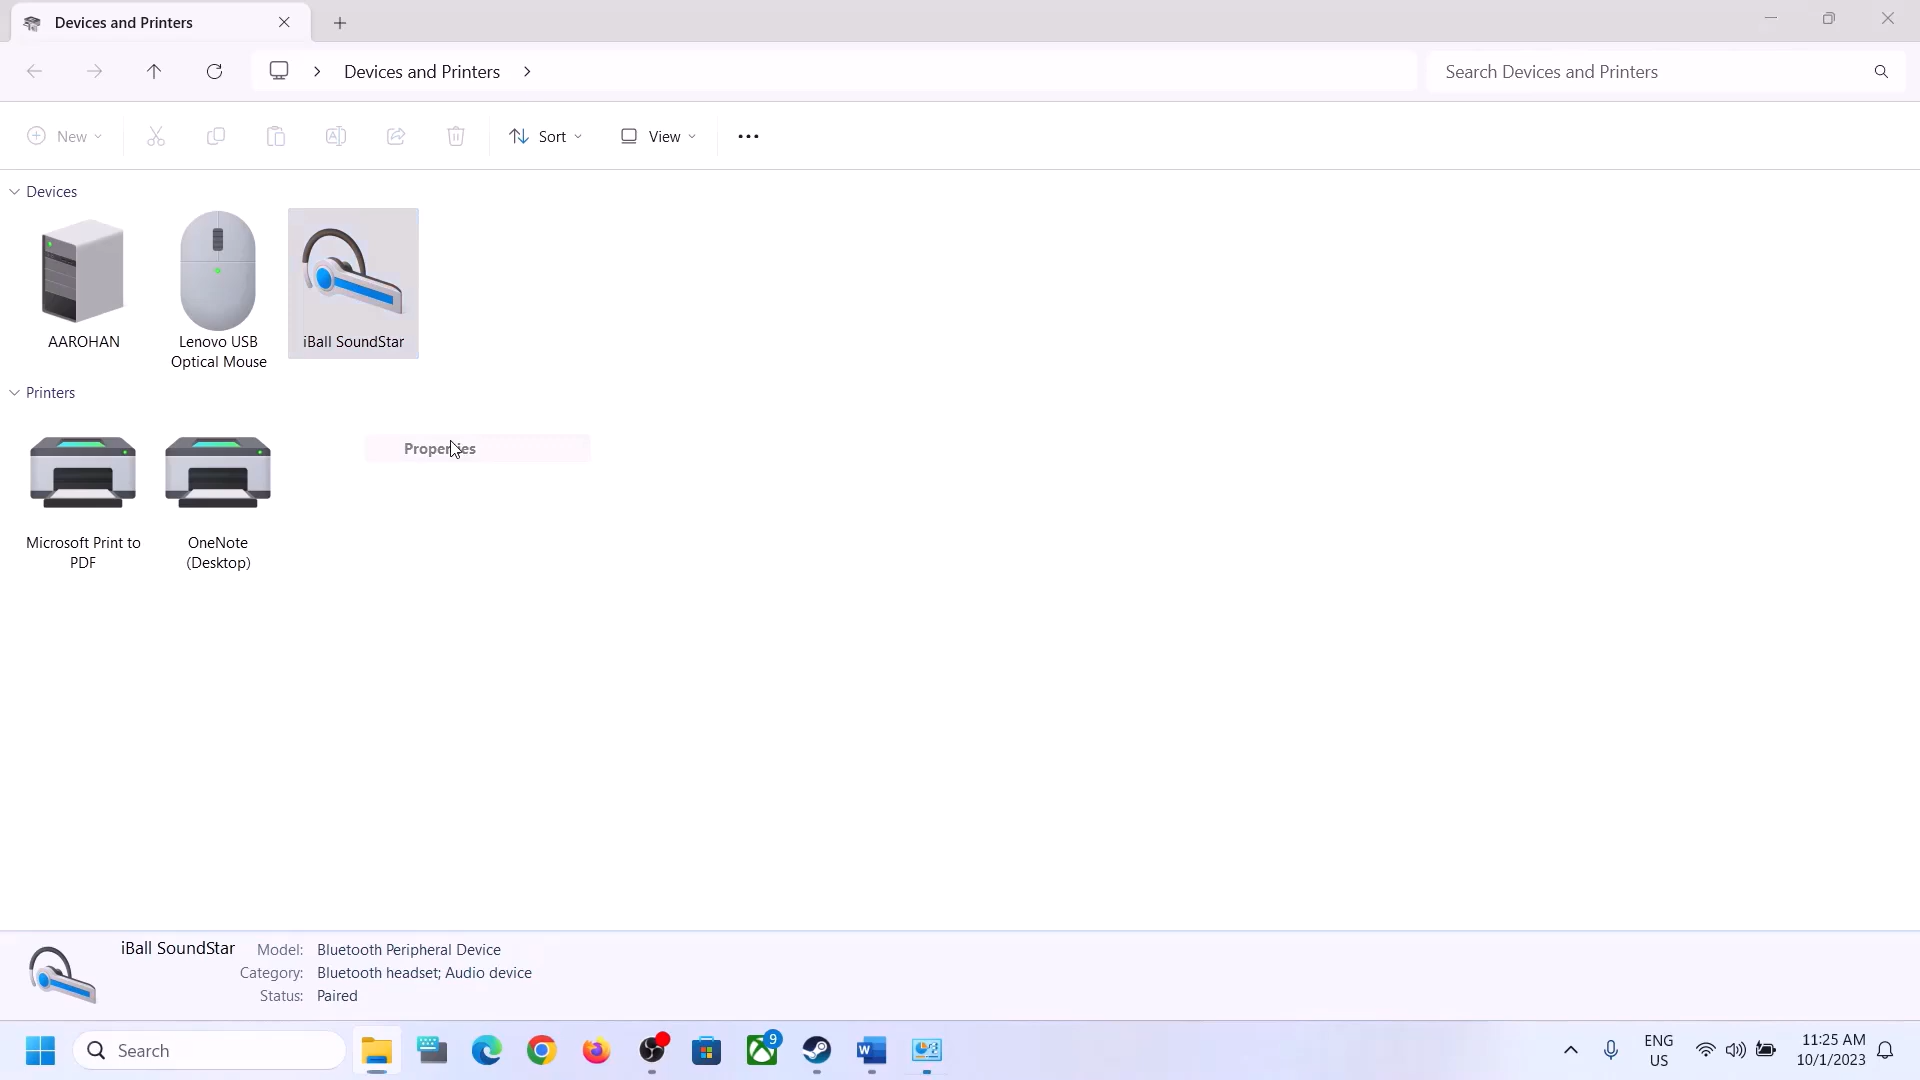 Devices and Printers
Devices and Printers
Search Devices and Printers
New
Sort
View
Devices
AAROHAN
Lenovo USB
Optical Mouse
iBall SoundStar
Printers
Properties
Microsoft Print to
PDF
OneNote
(Desktop)
iBall SoundStar
Model: Bluetooth Peripheral Device
Category: Bluetooth headset; Audio device
Status: Paired
Search
9
ENG
US
11:25 AM
10/1/2023